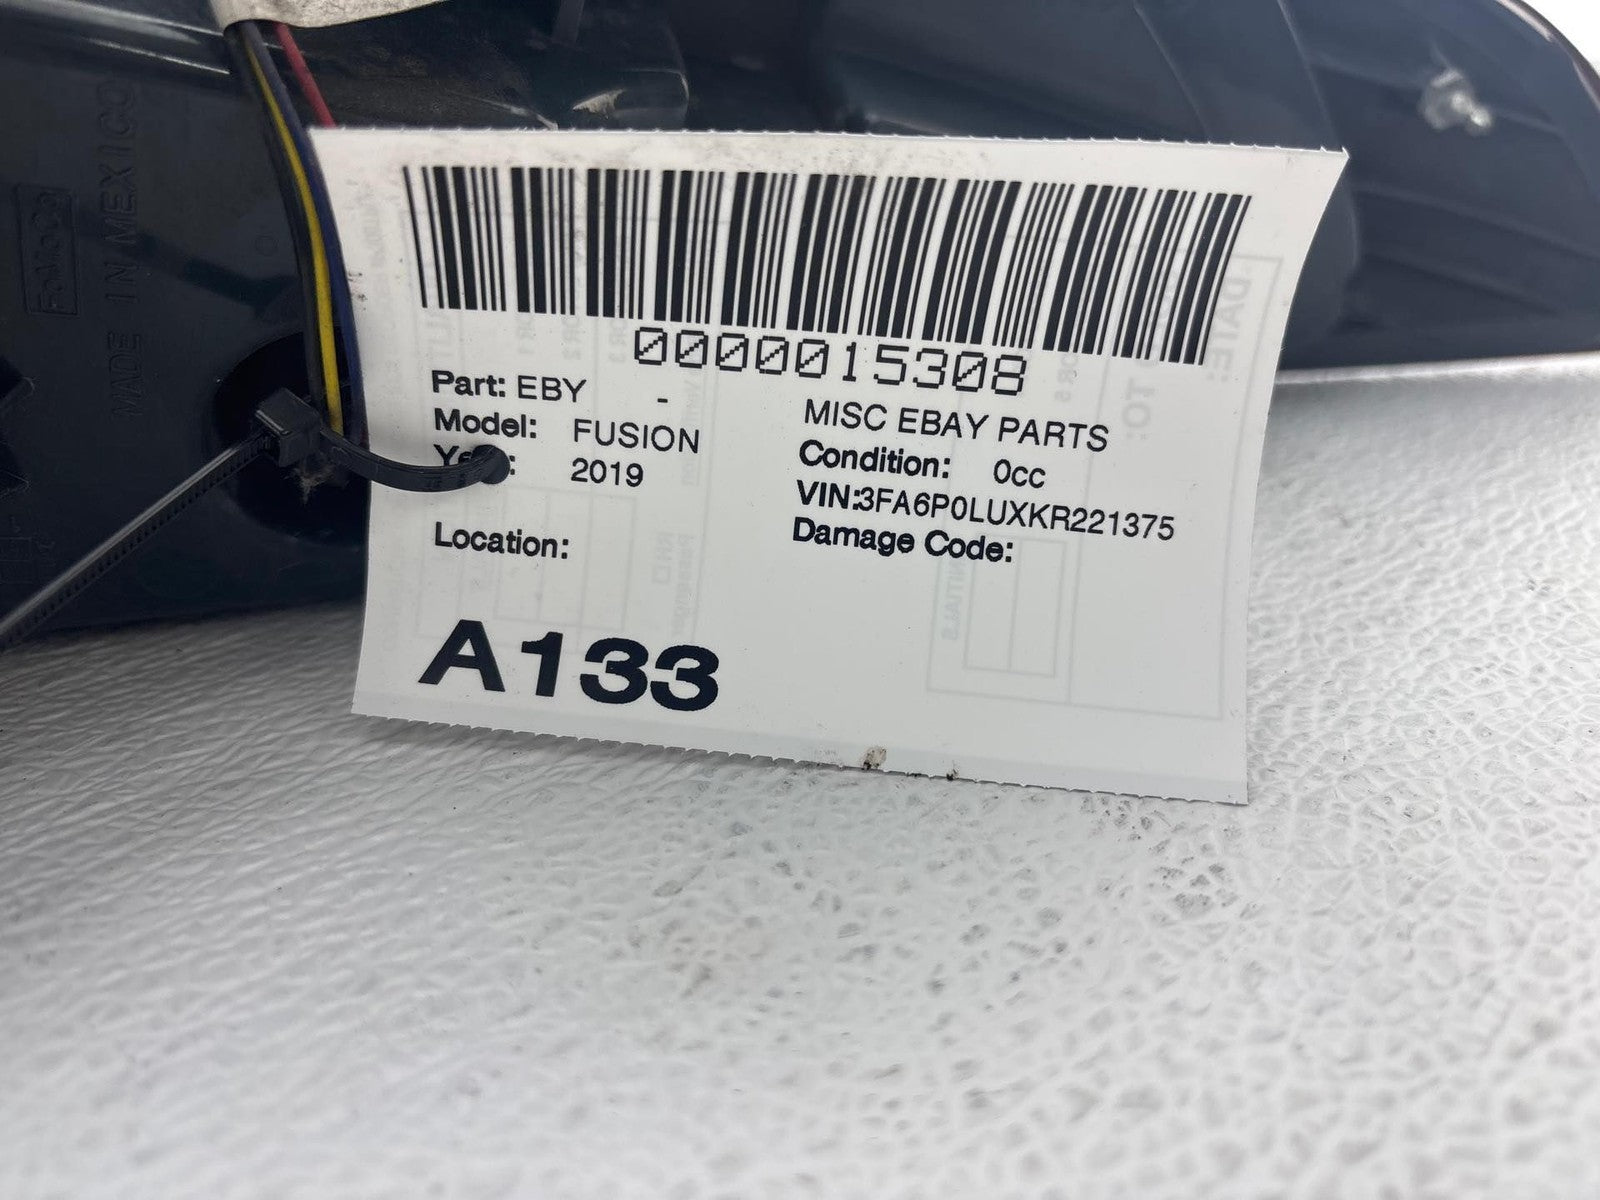 FoMoCo
MADE IN MEXICO
0000015308
Part: EBY -
MISC EBAY PARTS
Model: FUSION
Condition: 0cc
2019
VIN:3FA6P0LUXKR221375
Location:
Damage Code:
A133